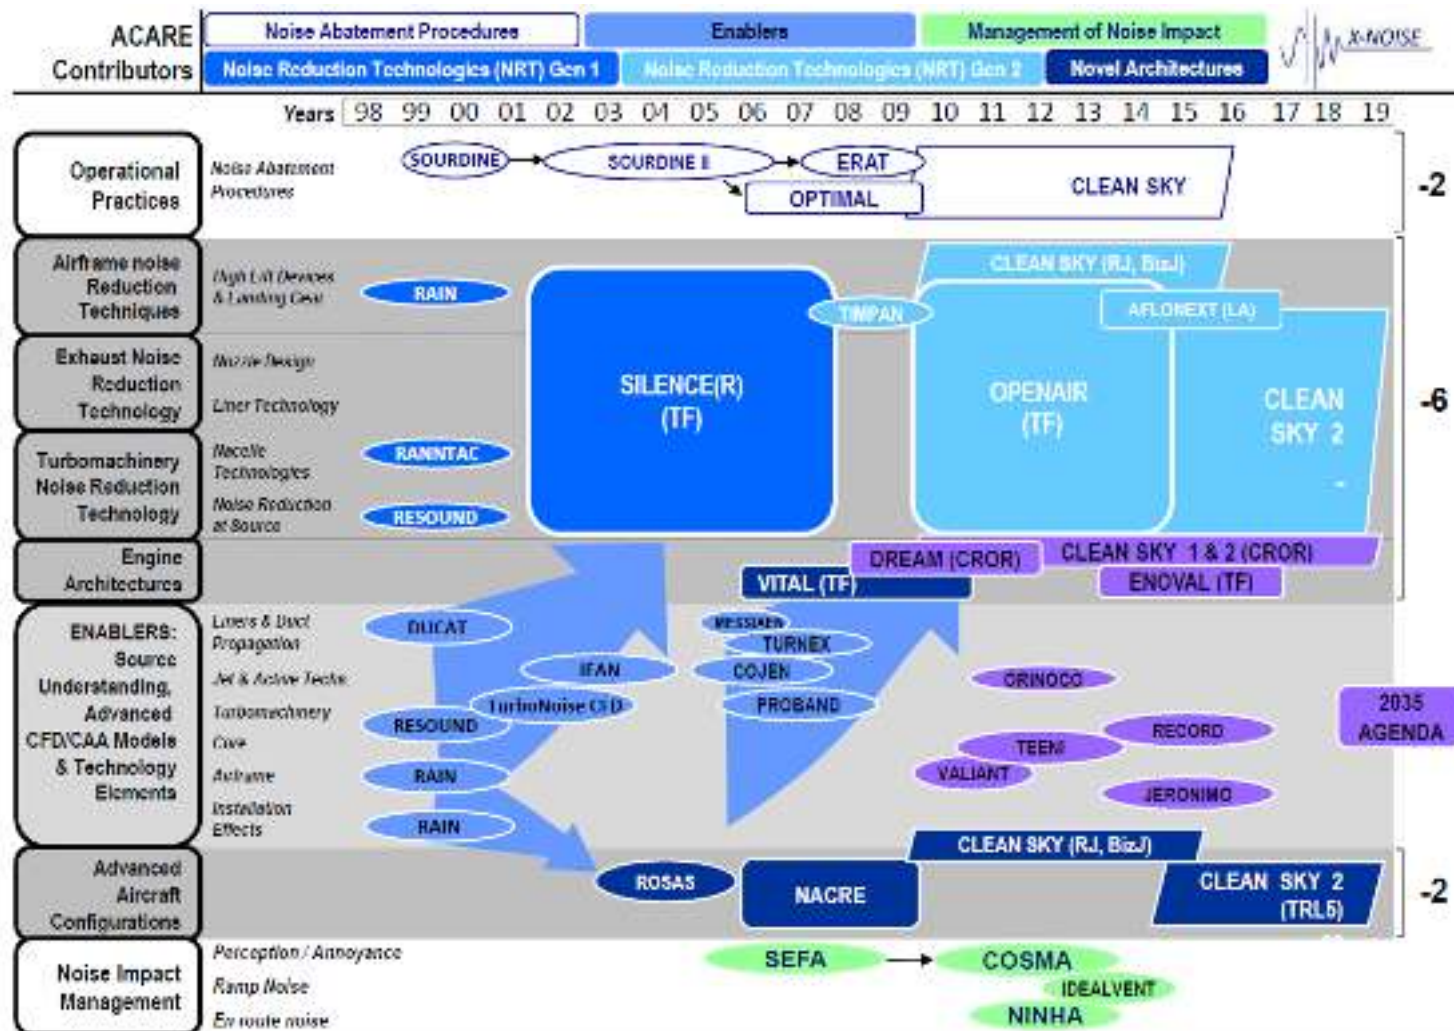 ACARE
Contributors
Noise Abatement Procedures
Enablers
Management of Noise Impact
X-NOISE
Noise Reduction Technologies (NRT) Gen 1
Noise Reduction Technologies (NRT) Gen 2
Novel Architectures
Years 98 99 00 01 02 03 04 05 06 07 08 09 10 11 12 13 14 15 16 17 18 19
Operational
Practices
Noise Abatement
Procedures
SOURDINE
SOURDINE II
ERAT
OPTIMAL
CLEAN SKY
-2
Airframe noise
Reduction
Techniques
High Lift Devices
& Landing Gear
RAIN
TIMPAN
CLEAN SKY (RJ, BizJ)
AFLONEXT (LA)
Exhaust Noise
Reduction
Technology
Nozzle Design
Liner Technology
SILENCE(R)
(TF)
OPENAIR
(TF)
CLEAN
SKY 2
-
-6
Turbomachinery
Noise Reduction
Technology
Nacelle
Technologies
Noise Reduction
at Source
RANNTAC
RESOUND
Engine
Architectures
VITAL (TF)
DREAM (CROR)
CLEAN SKY 1 & 2 (CROR)
ENOVAL (TF)
ENABLERS:
Source
Understanding,
Advanced
CFD/CAA Models
& Technology
Elements
Liners & Duct
Propagation
Jet & Active Techs.
Turbomachinery
Core
Airframe
Installation
Effects
DUCAT
IFAN
TurboNoise CFD
RESOUND
RAIN
RAIN
MESSIAEN
TURNEX
COJEN
PROBAND
ORINOCO
RECORD
TEENI
VALIANT
JERONIMO
2035
AGENDA
Advanced
Aircraft
Configurations
ROSAS
NACRE
CLEAN SKY (RJ, BizJ)
CLEAN SKY 2
(TRL5)
-2
Noise Impact
Management
Perception / Annoyance
Ramp Noise
En route noise
SEFA
COSMA
IDEALVENT
NINHA